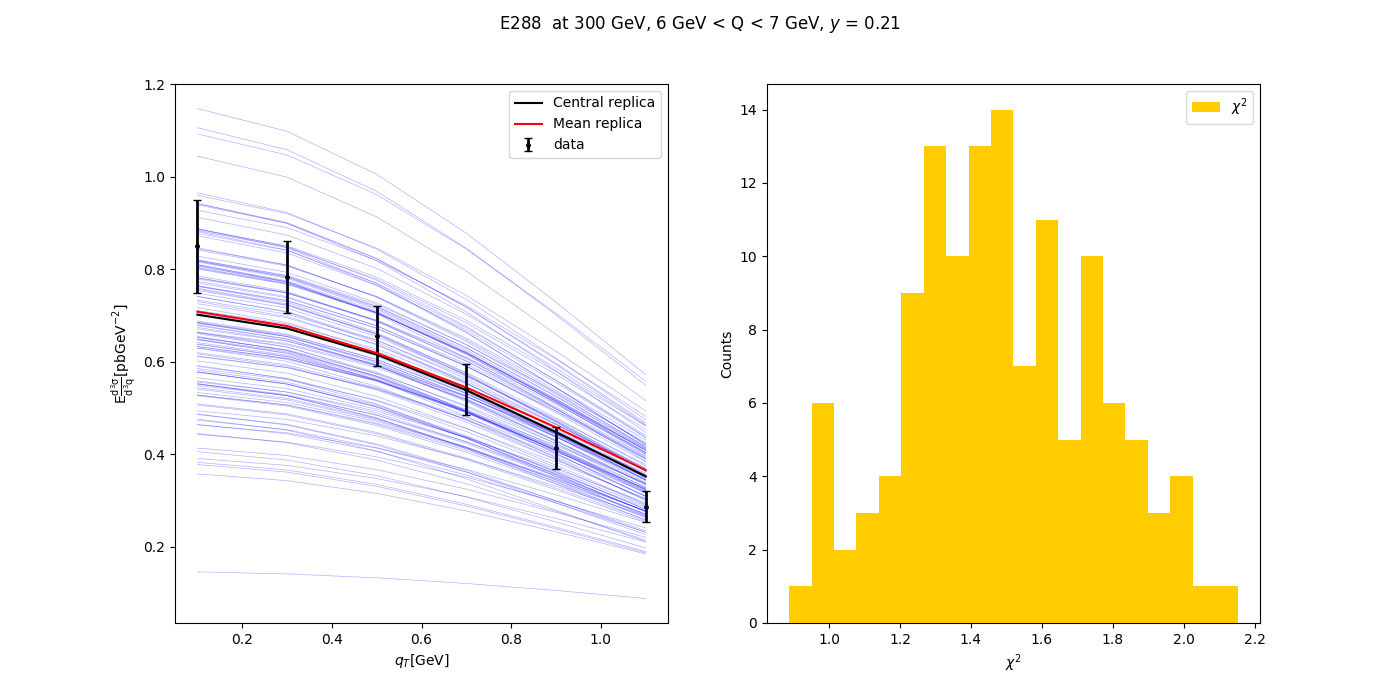 E288 at 300 GeV, 6 GeV < Q < 7 GeV, y = 0.21
1.2
1.0
0.8
0.6
0.4
0.2
E d³σ/d³q [pbGeV⁻²]
Central replica
Mean replica
data
0.2 0.4 0.6 0.8 1.0
q_T[GeV]
14
12
10
8
6
4
2
0
Counts
χ²
1.0 1.2 1.4 1.6 1.8 2.0 2.2
χ²